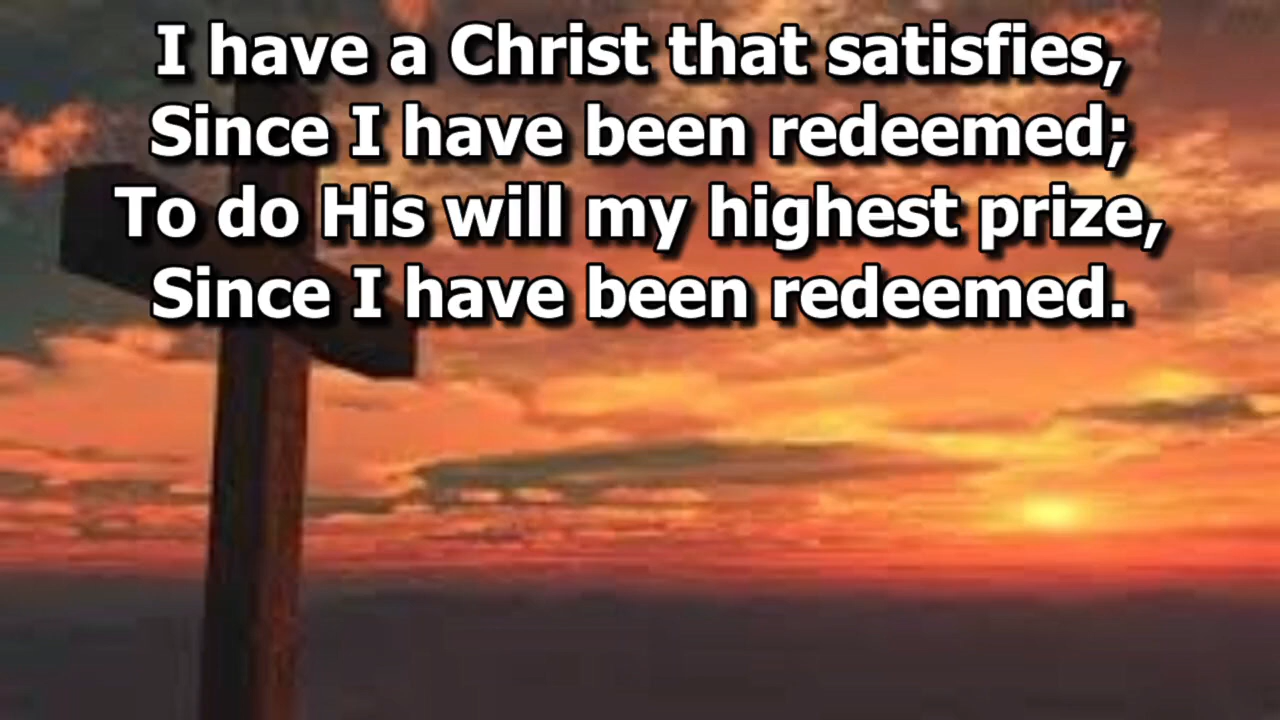 I have a Christ that satisfies,
Since I have been redeemed;
To do His will my highest prize,
Since I have been redeemed.